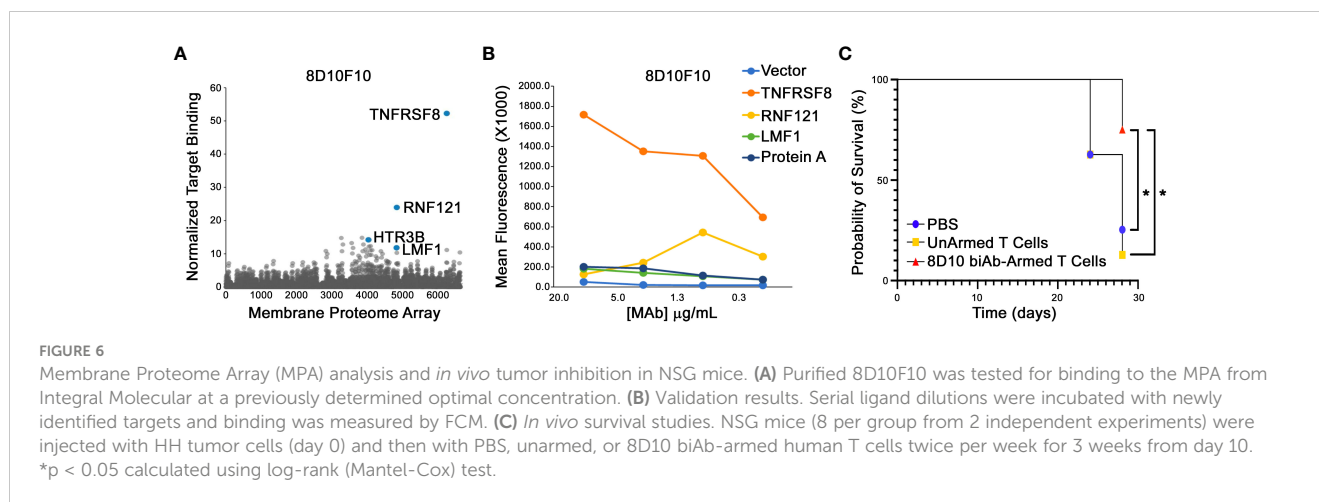 A
8D10F10
Normalized Target Binding
60
50
40
30
20
10
0
TNFRSF8
RNF121
HTR3B
LMF1
0 1000 2000 3000 4000 5000 6000
Membrane Proteome Array
B
8D10F10
Mean Fluorescence (X1000)
2000.0
1800.0
1600.0
1400.0
1200.0
1000.0
800.0
600.0
400.0
200.0
0.0
20.0 5.0 1.3 0.3
[MAb] µg/mL
Vector
TNFRSF8
RNF121
LMF1
Protein A
C
Probability of Survival (%)
100
50
0
0 10 20 30
Time (days)
PBS
UnArmed T Cells
8D10 biAb-Armed T Cells
* *
FIGURE 6
Membrane Proteome Array (MPA) analysis and in vivo tumor inhibition in NSG mice. (A) Purified 8D10F10 was tested for binding to the MPA from
Integral Molecular at a previously determined optimal concentration. (B) Validation results. Serial ligand dilutions were incubated with newly
identified targets and binding was measured by FCM. (C) In vivo survival studies. NSG mice (8 per group from 2 independent experiments) were
injected with HH tumor cells (day 0) and then with PBS, unarmed, or 8D10 biAb-armed human T cells twice per week for 3 weeks from day 10.
*p < 0.05 calculated using log-rank (Mantel-Cox) test.